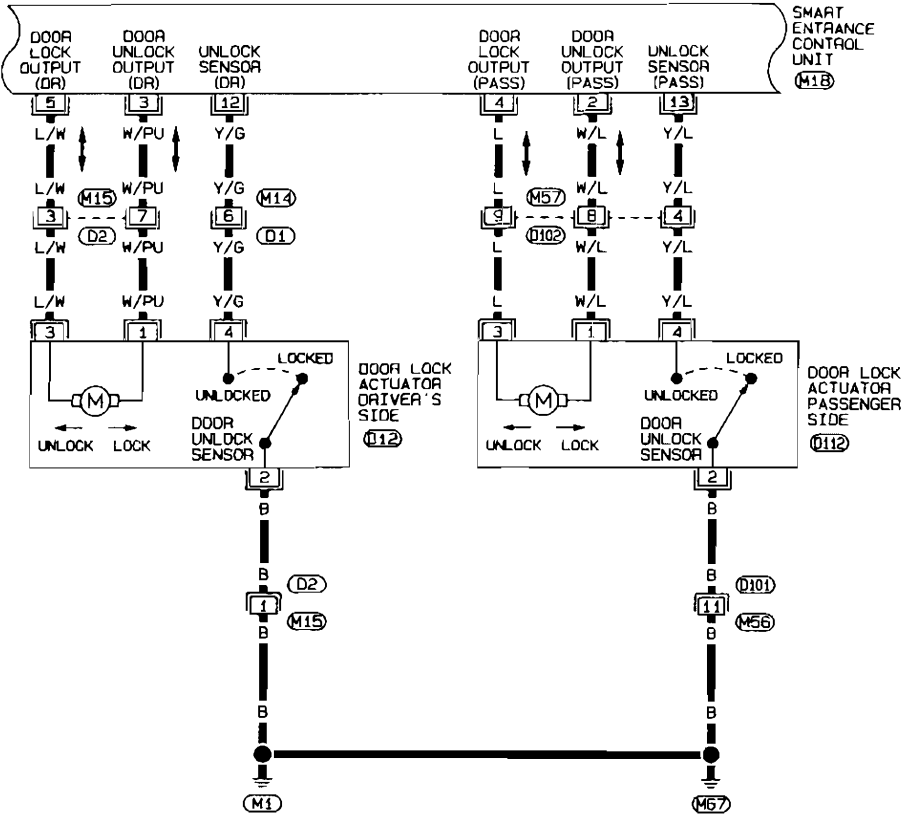 SMART
ENTRANCE
CONTROL
UNIT
M18
DOOR
LOCK
OUTPUT
(DR)
DOOR
UNLOCK
OUTPUT
(DR)
UNLOCK
SENSOR
(DR)
DOOR
LOCK
OUTPUT
(PASS)
DOOR
UNLOCK
OUTPUT
(PASS)
UNLOCK
SENSOR
(PASS)
5 3 12 4 2 13
L/W W/PU Y/G L W/L Y/L
L/W W/PU Y/G L W/L Y/L
M15 M14 M57
3 7 6 9 8 4
D2 D1 D102
L/W W/PU Y/G L W/L Y/L
L/W W/PU Y/G L W/L Y/L
3 1 4 3 1 4
LOCKED
UNLOCKED
M
UNLOCK LOCK
DOOR
UNLOCK
SENSOR
DOOR LOCK
ACTUATOR
DRIVER'S
SIDE
D12
LOCKED
UNLOCKED
M
UNLOCK LOCK
DOOR
UNLOCK
SENSOR
DOOR LOCK
ACTUATOR
PASSENGER
SIDE
D112
2 2
B B
B B
D2 D101
1 11
M15 M56
B B
B B
M1 M67